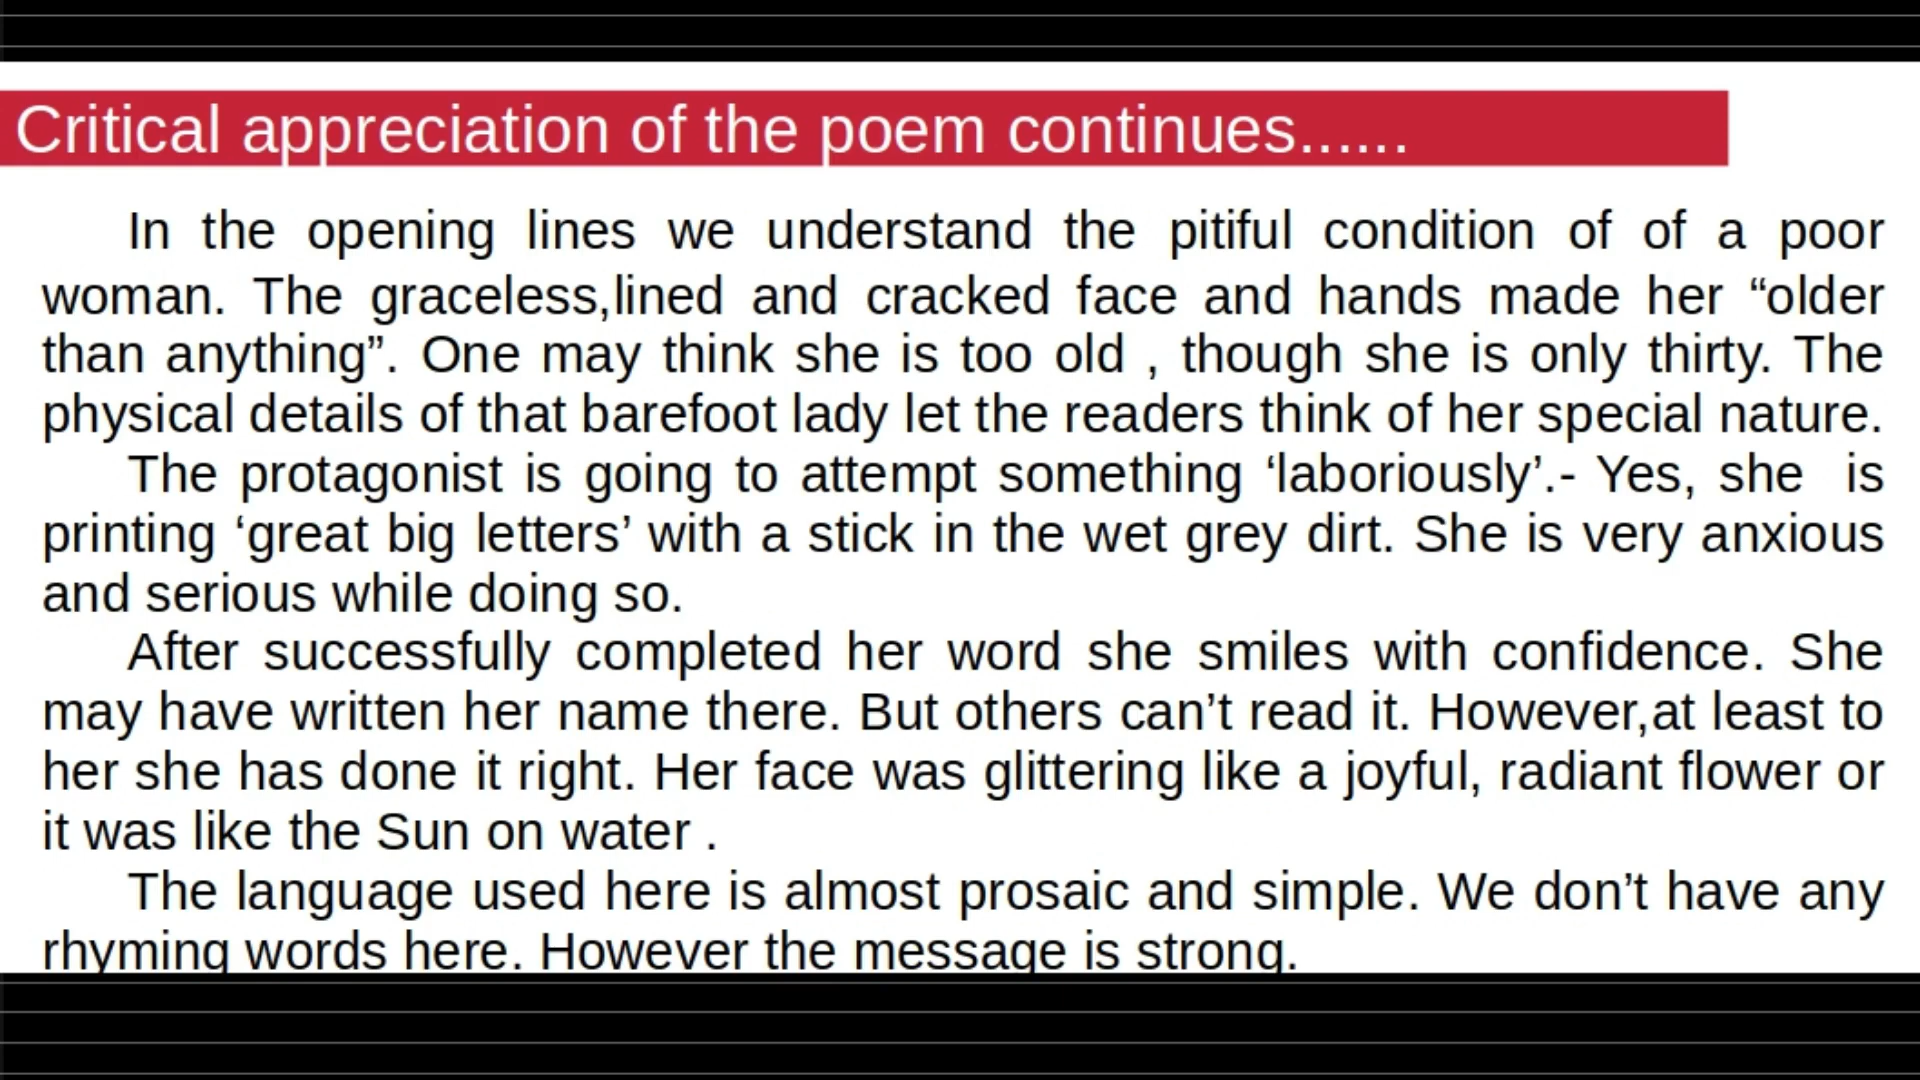 Critical appreciation of the poem continues......
In the opening lines we understand the pitiful condition of of a poor
woman. The graceless,lined and cracked face and hands made her “older
than anything”. One may think she is too old , though she is only thirty. The
physical details of that barefoot lady let the readers think of her special nature.
The protagonist is going to attempt something ‘laboriously’.- Yes, she is
printing ‘great big letters’ with a stick in the wet grey dirt. She is very anxious
and serious while doing so.
After successfully completed her word she smiles with confidence. She
may have written her name there. But others can’t read it. However,at least to
her she has done it right. Her face was glittering like a joyful, radiant flower or
it was like the Sun on water .
The language used here is almost prosaic and simple. We don’t have any
rhyming words here. However the message is strong.